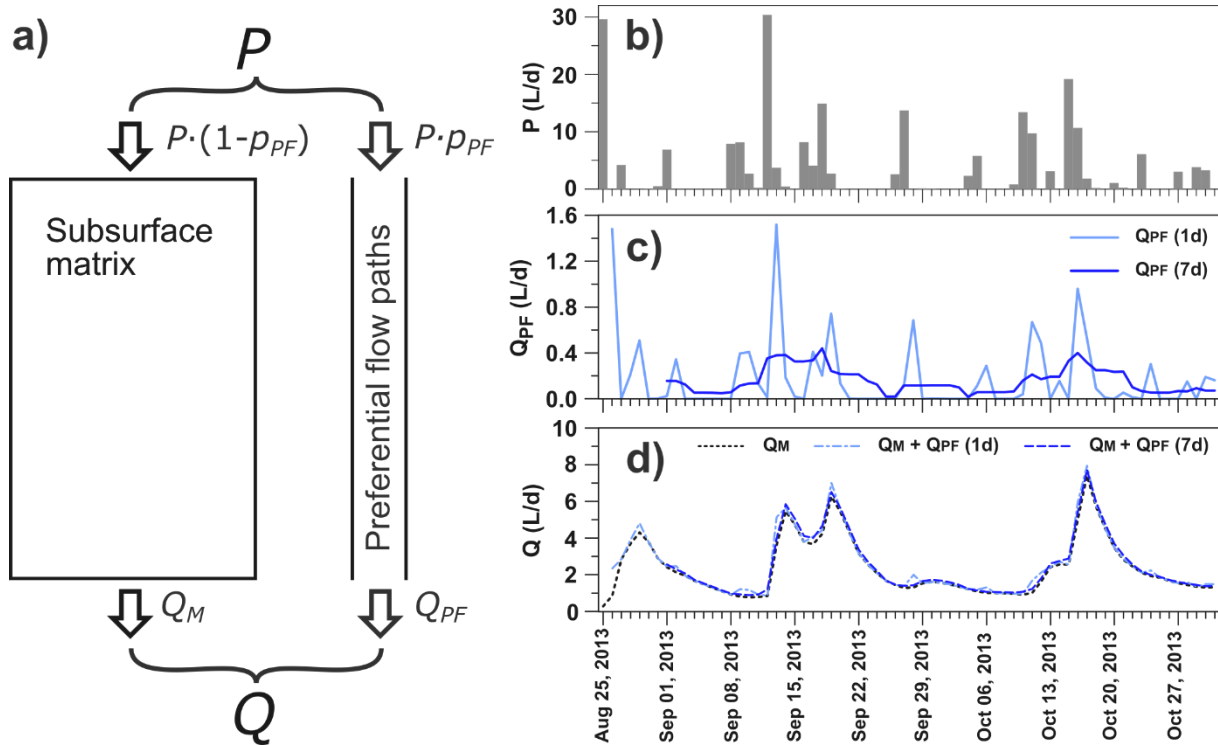 a)
P
P·(1-pPF)
P·pPF
Subsurface
matrix
Preferential flow paths
QM
QPF
Q
b)
P (L/d)
30
20
10
0
c)
QPF (L/d)
1.6
1.2
0.8
0.4
0.0
QPF (1d)
QPF (7d)
d)
Q (L/d)
10
8
6
4
2
0
QM
QM + QPF (1d)
QM + QPF (7d)
Aug 25, 2013
Sep 01, 2013
Sep 08, 2013
Sep 15, 2013
Sep 22, 2013
Sep 29, 2013
Oct 06, 2013
Oct 13, 2013
Oct 20, 2013
Oct 27, 2013